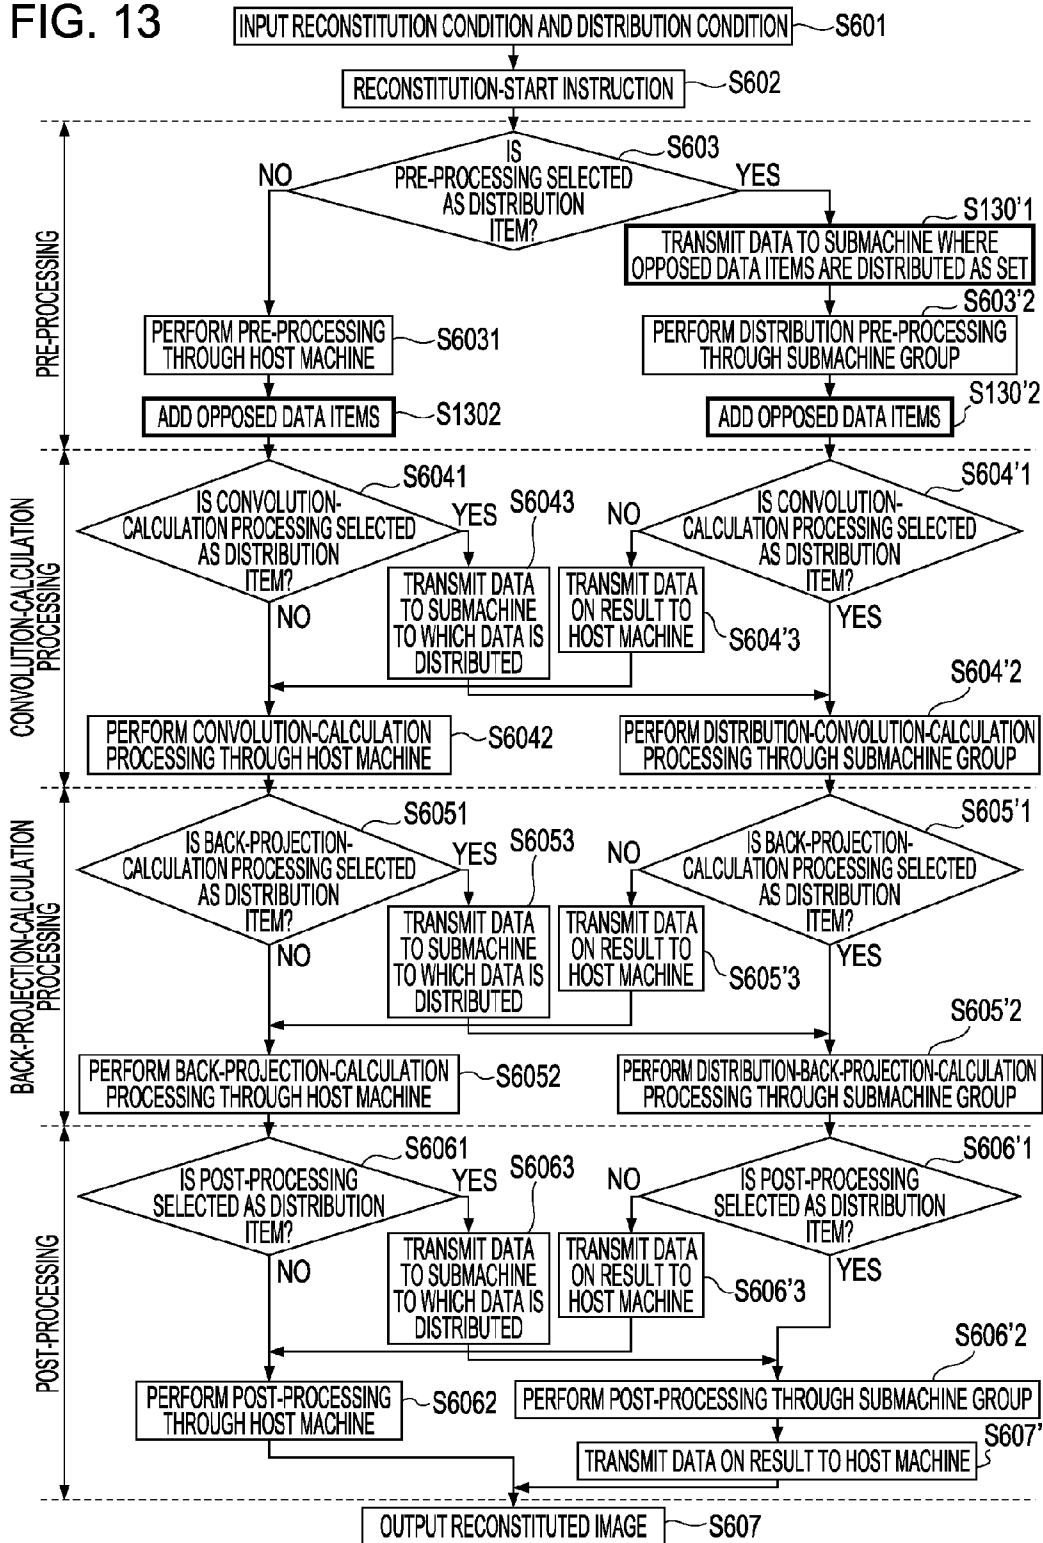 FIG. 13
INPUT RECONSTITUTION CONDITION AND DISTRIBUTION CONDITION
S601
RECONSTITUTION-START INSTRUCTION
S602
PRE-PROCESSING
S603
IS
PRE-PROCESSING SELECTED
AS DISTRIBUTION
ITEM?
NO
YES
S130'1
TRANSMIT DATA TO SUBMACHINE WHERE
OPPOSED DATA ITEMS ARE DISTRIBUTED AS SET
PERFORM PRE-PROCESSING
THROUGH HOST MACHINE
S6031
S603'2
PERFORM DISTRIBUTION PRE-PROCESSING
THROUGH SUBMACHINE GROUP
ADD OPPOSED DATA ITEMS
S1302
ADD OPPOSED DATA ITEMS
S130'2
CONVOLUTION-CALCULATION
PROCESSING
S6041
IS CONVOLUTION-
CALCULATION PROCESSING SELECTED
AS DISTRIBUTION
ITEM?
YES
NO
S6043
TRANSMIT DATA
TO SUBMACHINE
TO WHICH DATA IS
DISTRIBUTED
S604'1
IS CONVOLUTION-
CALCULATION PROCESSING SELECTED
AS DISTRIBUTION
ITEM?
NO
YES
TRANSMIT DATA
ON RESULT TO
HOST MACHINE
S604'3
PERFORM CONVOLUTION-CALCULATION
PROCESSING THROUGH HOST MACHINE
S6042
S604'2
PERFORM DISTRIBUTION-CONVOLUTION-CALCULATION
PROCESSING THROUGH SUBMACHINE GROUP
BACK-PROJECTION-CALCULATION
PROCESSING
S6051
IS BACK-PROJECTION-
CALCULATION PROCESSING SELECTED
AS DISTRIBUTION
ITEM?
YES
NO
S6053
TRANSMIT DATA
TO SUBMACHINE
TO WHICH DATA IS
DISTRIBUTED
S605'1
IS BACK-PROJECTION-
CALCULATION PROCESSING SELECTED
AS DISTRIBUTION
ITEM?
NO
YES
TRANSMIT DATA
ON RESULT TO
HOST MACHINE
S605'3
PERFORM BACK-PROJECTION-CALCULATION
PROCESSING THROUGH HOST MACHINE
S6052
S605'2
PERFORM DISTRIBUTION-BACK-PROJECTION-CALCULATION
PROCESSING THROUGH SUBMACHINE GROUP
POST-PROCESSING
S6061
IS POST-PROCESSING
SELECTED AS DISTRIBUTION
ITEM?
YES
NO
S6063
TRANSMIT DATA
TO SUBMACHINE
TO WHICH DATA IS
DISTRIBUTED
S606'1
IS POST-PROCESSING
SELECTED AS DISTRIBUTION
ITEM?
NO
YES
TRANSMIT DATA
ON RESULT TO
HOST MACHINE
S606'3
PERFORM POST-PROCESSING
THROUGH HOST MACHINE
S6062
S606'2
PERFORM POST-PROCESSING THROUGH SUBMACHINE GROUP
S607'
TRANSMIT DATA ON RESULT TO HOST MACHINE
OUTPUT RECONSTITUTED IMAGE
S607